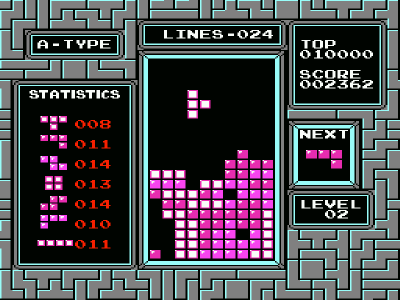 A-TYPE
LINES-024
TOP
010000
SCORE
002362
STATISTICS
008
011
014
013
014
010
011
NEXT
LEVEL
02